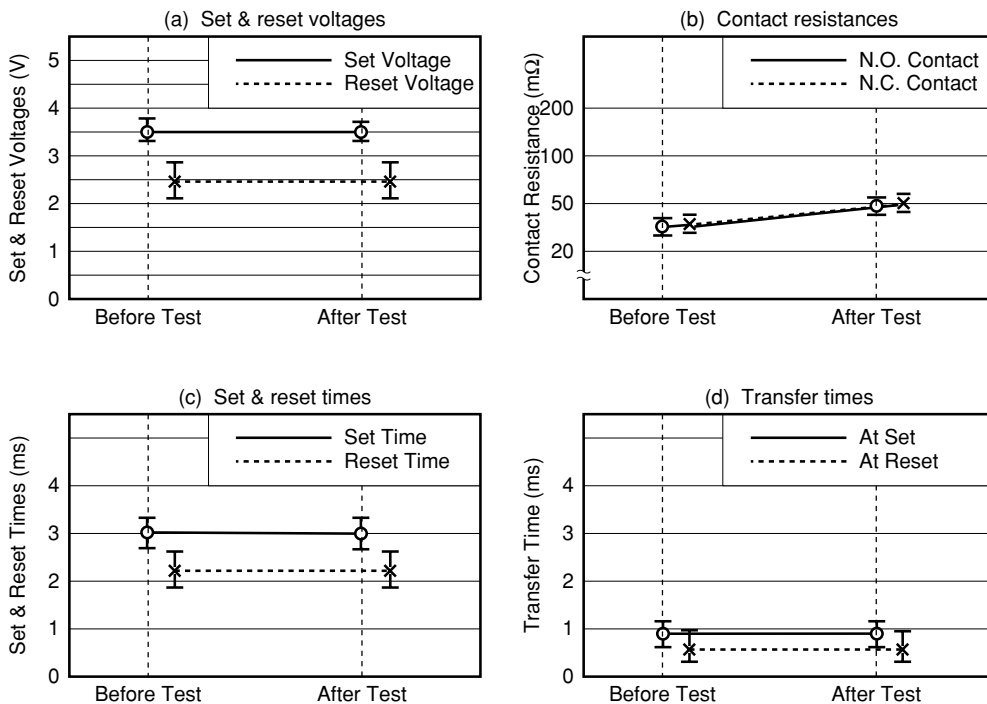 (a) Set & reset voltages
Set & Reset Voltages (V)
5
4
3
2
1
0
Set Voltage
Reset Voltage
Before Test
After Test
(b) Contact resistances
Contact Resistance (mΩ)
200
100
50
20
N.O. Contact
N.C. Contact
Before Test
After Test
(c) Set & reset times
Set & Reset Times (ms)
4
3
2
1
0
Set Time
Reset Time
Before Test
After Test
(d) Transfer times
Transfer Time (ms)
4
3
2
1
0
At Set
At Reset
Before Test
After Test